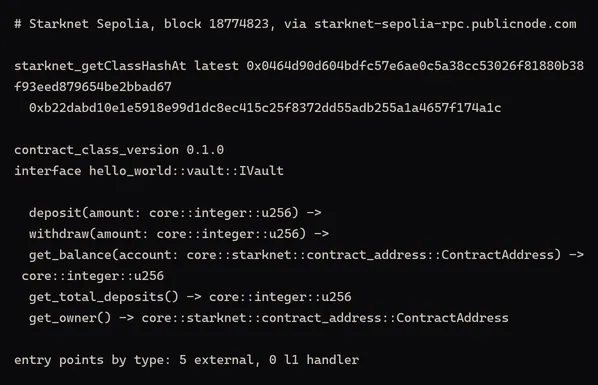 # Starknet Sepolia, block 18774823, via starknet-sepolia-rpc.publicnode.com
starknet_getClassHashAt latest 0x0464d90d604bdfc57e6ae0c5a38cc53026f81880b38
f93eed879654be2bbad67
0xb22dabd10e1e5918e99d1dc8ec415c25f8372dd55adb255a1a4657f174a1c
contract_class_version 0.1.0
interface hello_world::vault::IVault
deposit(amount: core::integer::u256) ->
withdraw(amount: core::integer::u256) ->
get_balance(account: core::starknet::contract_address::ContractAddress) ->
core::integer::u256
get_total_deposits() -> core::integer::u256
get_owner() -> core::starknet::contract_address::ContractAddress
entry points by type: 5 external, 0 l1 handler